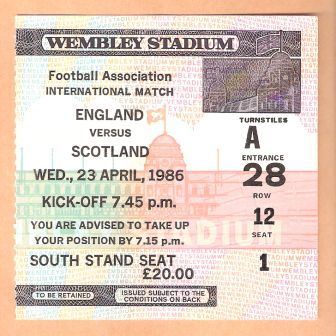 WEMBLEY STADIUM
Football Association
INTERNATIONAL MATCH
ENGLAND
VERSUS
SCOTLAND
WED., 23 APRIL, 1986
KICK-OFF 7.45 p.m.
YOU ARE ADVISED TO TAKE UP
YOUR POSITION BY 7.15 p.m.
SOUTH STAND SEAT
£20.00
TURNSTILES
A
ENTRANCE
28
ROW
12
SEAT
1
TO BE RETAINED
ISSUED SUBJECT TO THE
CONDITIONS ON BACK